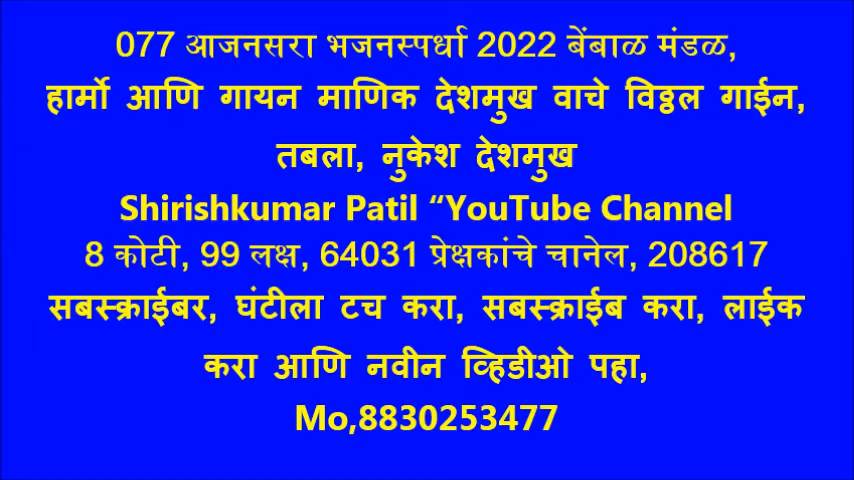 077 आजनसरा भजनस्पर्धा 2022 बेंबाळ मंडळ,
हार्मो आणि गायन माणिक देशमुख वाचे विठ्ठल गाईन,
तबला, नुकेश देशमुख
Shirishkumar Patil “YouTube Channel
8 कोटी, 99 लक्ष, 64031 प्रेक्षकांचे चानेल, 208617
सबस्क्राईबर, घंटीला टच करा, सबस्क्राईब करा, लाईक
करा आणि नवीन व्हिडीओ पहा,
Mo,8830253477